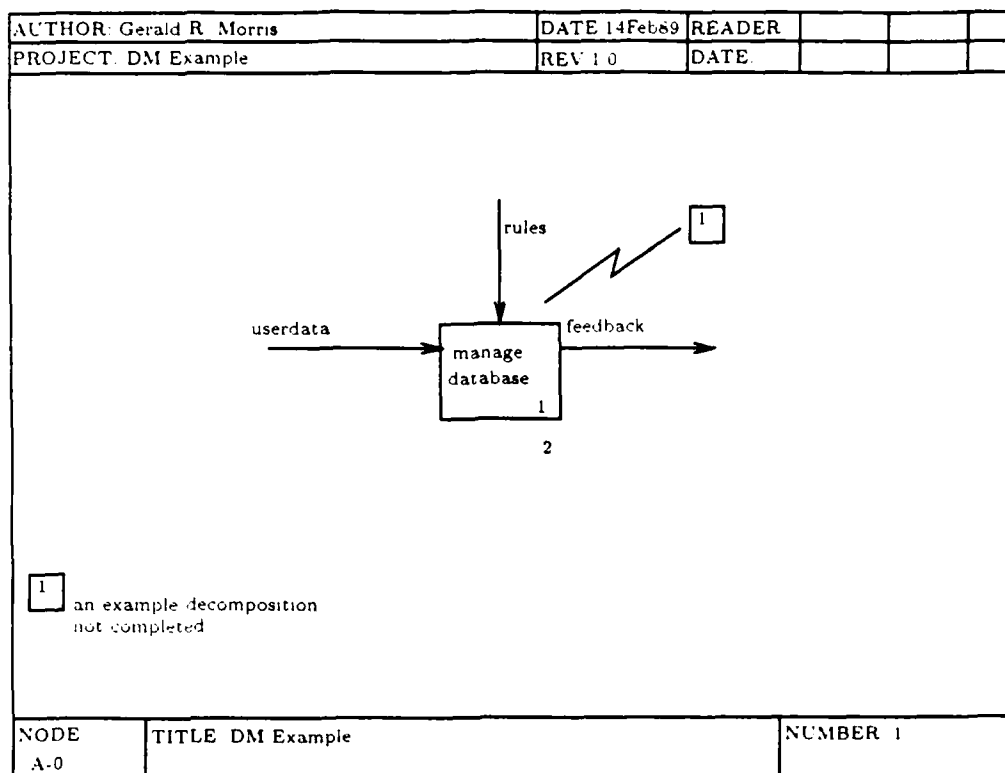 AUTHOR: Gerald R Morris
DATE 14Feb89
READER
PROJECT: DM Example
REV 1 0
DATE.
rules
1
userdata
feedback
manage
database
1
2
1
an example decomposition
not completed
NODE
A-0
TITLE DM Example
NUMBER 1